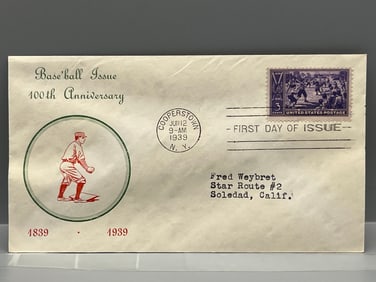 Base'ball Issue
100th Anniversary
COOPERSTOWN
JUN 12
9-AM
1939
N.Y.
3¢
UNITED STATES POSTAGE
- FIRST DAY OF ISSUE -
Fred Weybret
Star Route #2
Soledad, Calif.
1839 · 1939